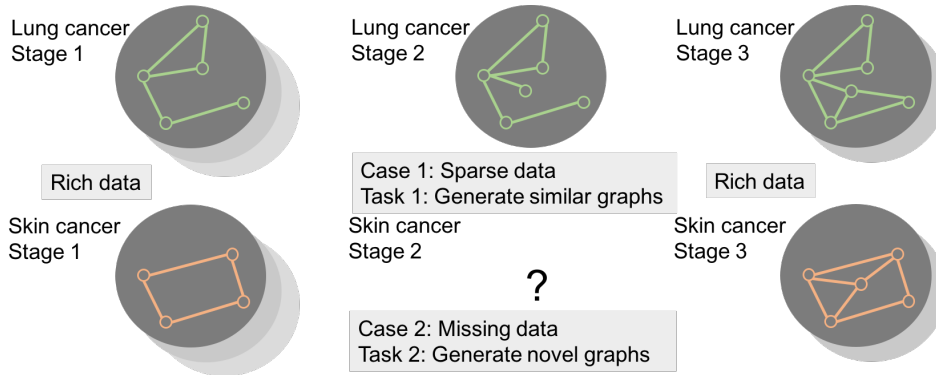 Lung cancer
Stage 1
Lung cancer
Stage 2
Lung cancer
Stage 3
Rich data
Case 1: Sparse data
Task 1: Generate similar graphs
Rich data
Skin cancer
Stage 1
Skin cancer
Stage 2
Skin cancer
Stage 3
?
Case 2: Missing data
Task 2: Generate novel graphs